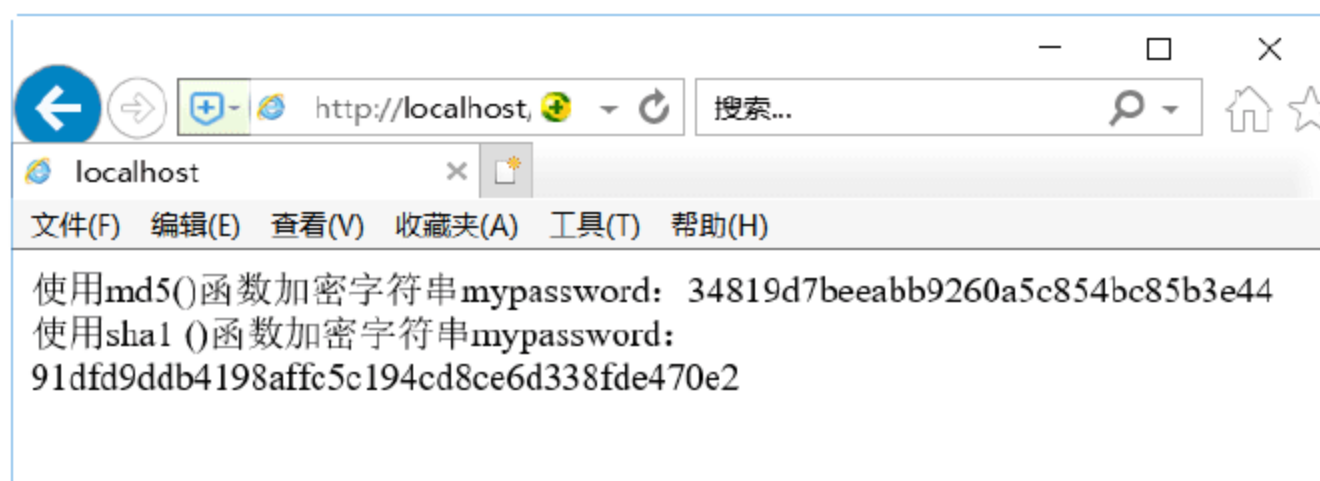 http://localhost/
搜索...
localhost
文件(F) 编辑(E) 查看(V) 收藏夹(A) 工具(T) 帮助(H)
使用md5()函数加密字符串mypassword：34819d7beeabb9260a5c854bc85b3e44
使用sha1 ()函数加密字符串mypassword：
91dfd9ddb4198affc5c194cd8ce6d338fde470e2